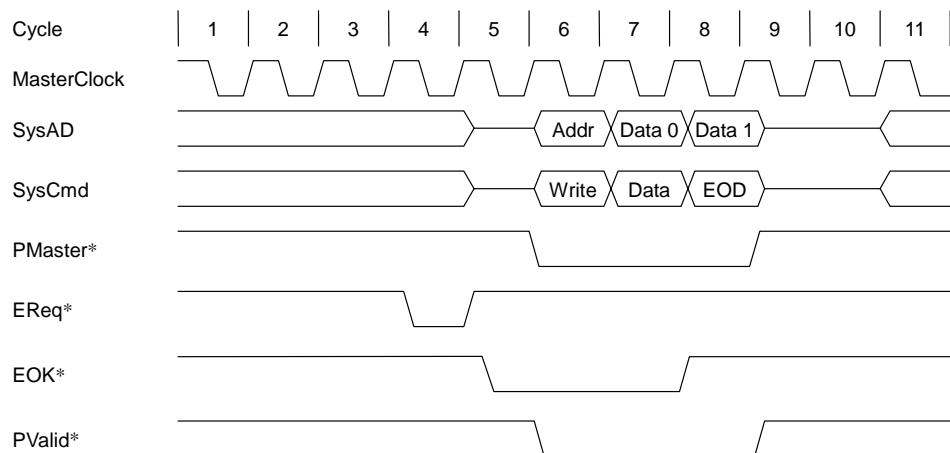 Cycle 1 2 3 4 5 6 7 8 9 10 11
MasterClock
SysAD Addr Data 0 Data 1
SysCmd Write Data EOD
PMaster*
EReq*
EOK*
PValid*